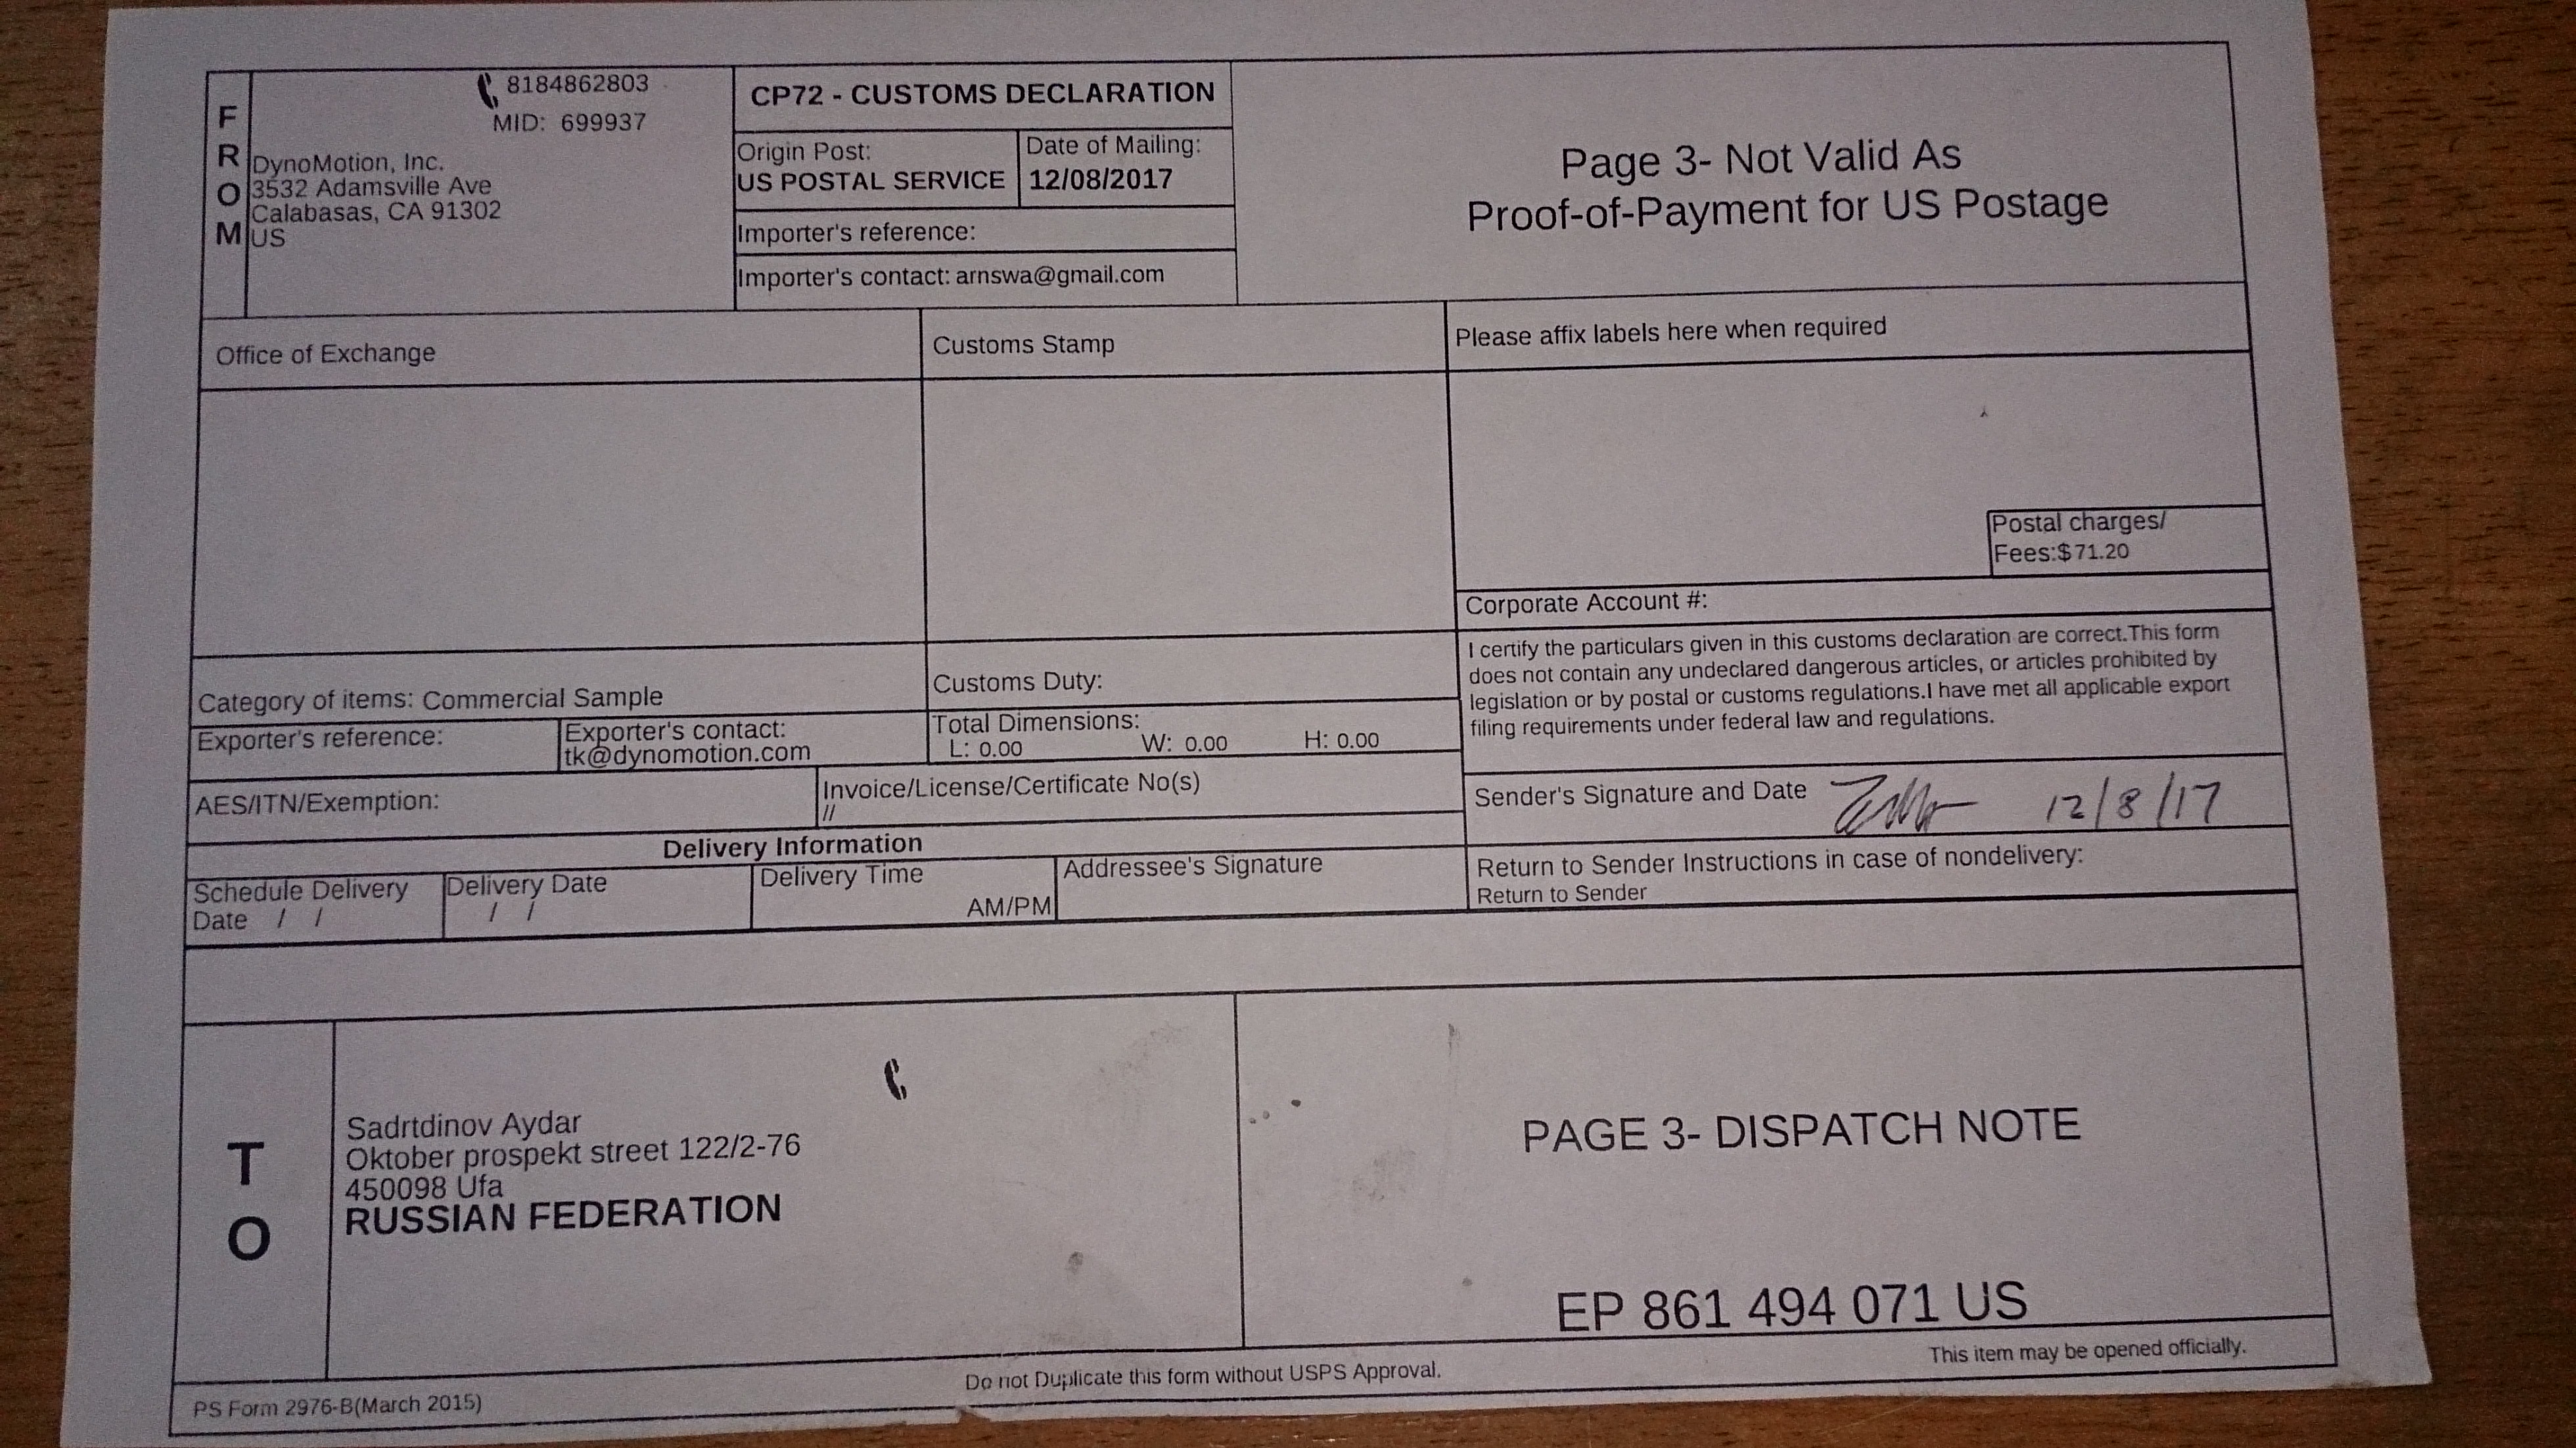 FROM
8184862803
MID: 699937
DynoMotion, Inc.
3532 Adamsville Ave
Calabasas, CA 91302
US
CP72 - CUSTOMS DECLARATION
Origin Post:
US POSTAL SERVICE
Date of Mailing:
12/08/2017
Importer's reference:
Importer's contact: arnswa@gmail.com
Page 3- Not Valid As
Proof-of-Payment for US Postage
Office of Exchange
Customs Stamp
Please affix labels here when required
Postal charges/
Fees:$71.20
Corporate Account #:
Category of items: Commercial Sample
Customs Duty:
I certify the particulars given in this customs declaration are correct.This form
does not contain any undeclared dangerous articles, or articles prohibited by
legislation or by postal or customs regulations.I have met all applicable export
filing requirements under federal law and regulations.
Exporter's reference:
Exporter's contact:
tk@dynomotion.com
Total Dimensions:
L: 0.00 W: 0.00 H: 0.00
AES/ITN/Exemption:
Invoice/License/Certificate No(s)
//
Sender's Signature and Date 12/8/17
Delivery Information
Schedule Delivery
Date / /
Delivery Date
/ /
Delivery Time
AM/PM
Addressee's Signature
Return to Sender Instructions in case of nondelivery:
Return to Sender
TO
Sadrtdinov Aydar
Oktober prospekt street 122/2-76
450098 Ufa
RUSSIAN FEDERATION
PAGE 3- DISPATCH NOTE
EP 861 494 071 US
PS Form 2976-B(March 2015)
Do not Duplicate this form without USPS Approval.
This item may be opened officially.